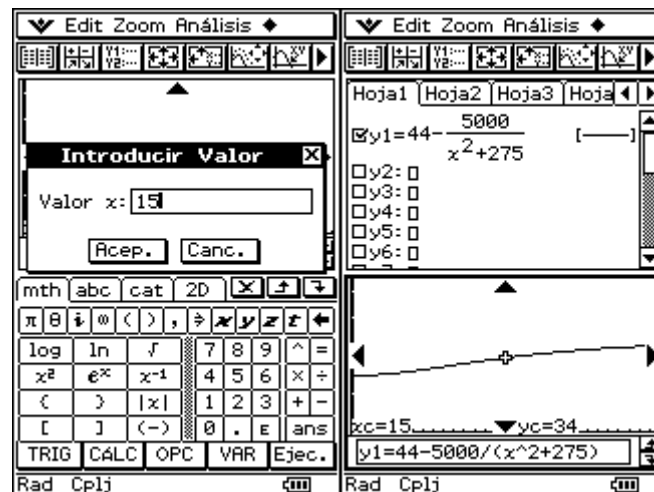 Edit Zoom Análisis ◆
Introducir Valor X
Valor x: 15
Acep. Canc.
mth abc cat 2D X
π θ i ∞ ( ) , ⇒ x y z t ←
log ln √ 7 8 9 ^ =
x² eˣ x⁻¹ 4 5 6 × ÷
( ) |x| 1 2 3 + −
[ ] (−) 0 . E ans
TRIG CALC OPC VAR Ejec.
Rad Cplj
Edit Zoom Análisis ◆
Hoja1 Hoja2 Hoja3 Hoja
y1=44-5000/(x²+275) [—]
y2:▯
y3:▯
y4:▯
y5:▯
y6:▯
xc=15 yc=34
y1=44-5000/(x^2+275)
Rad Cplj